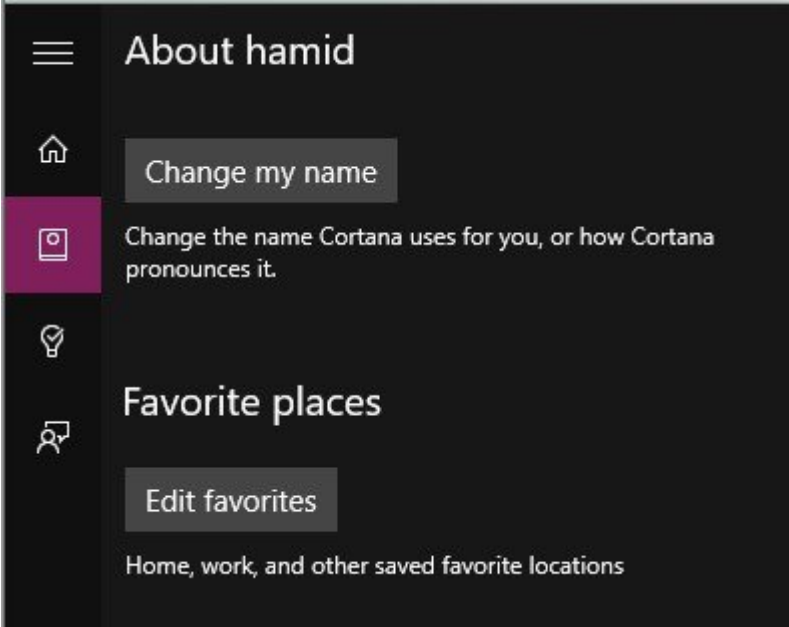 About hamid
Change my name
Change the name Cortana uses for you, or how Cortana
pronounces it.
Favorite places
Edit favorites
Home, work, and other saved favorite locations